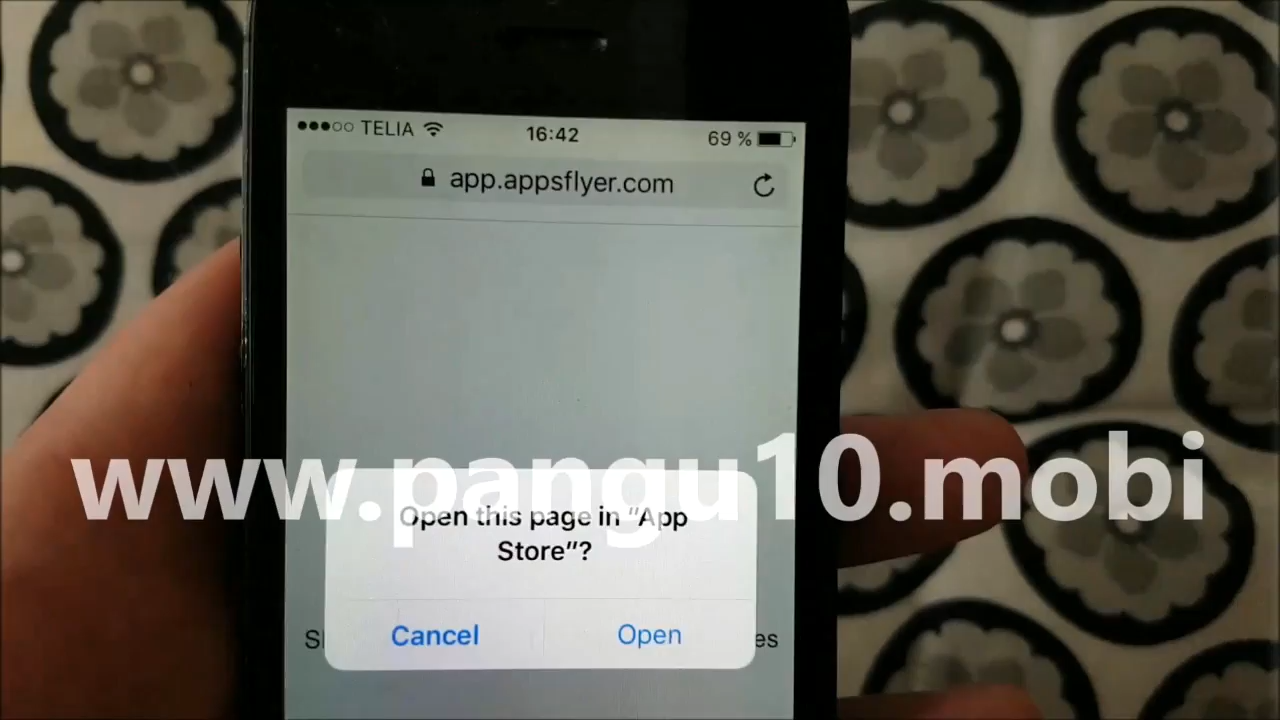 TELIA
16:42
69 %
app.appsflyer.com
www.pangu10.mobi
Open this page in “App
Store”?
Cancel
Open